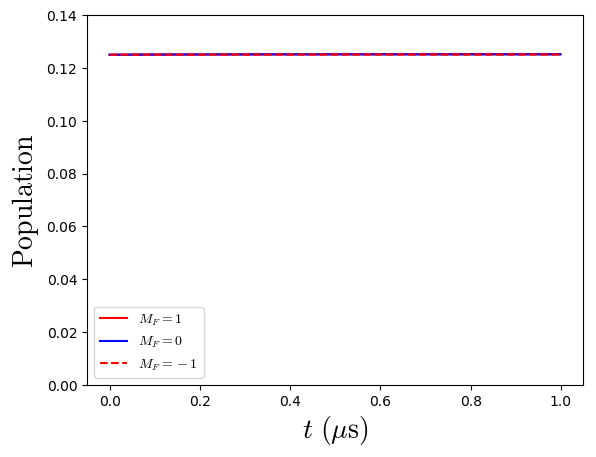 0.14
0.12
0.10
0.08
0.06
0.04
0.02
0.00
Population
M_F = 1
M_F = 0
M_F = −1
0.0 0.2 0.4 0.6 0.8 1.0
t (μs)